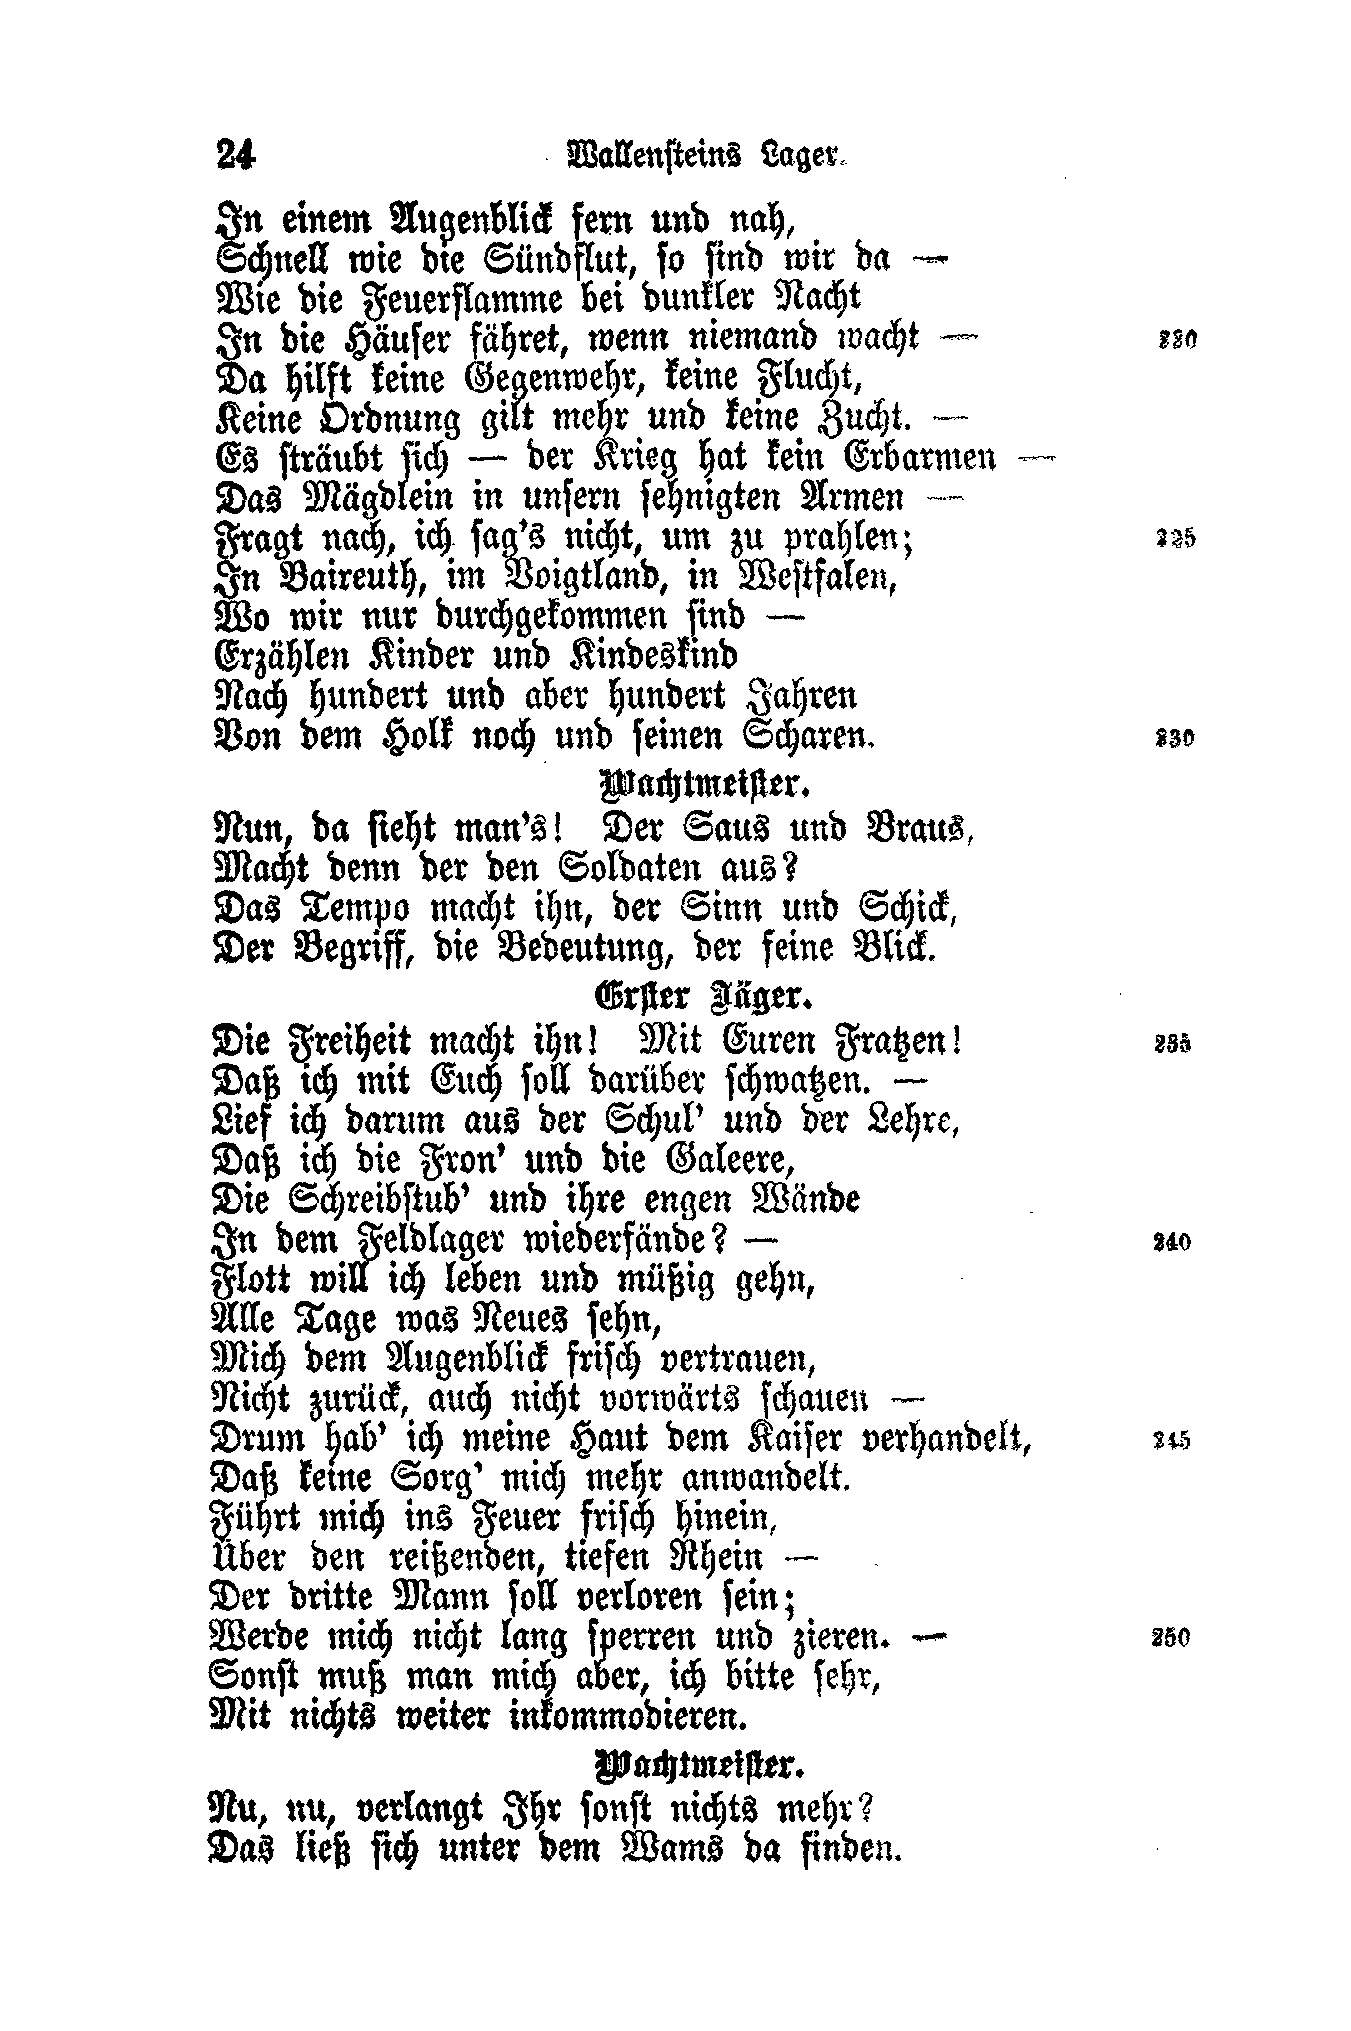 24 Wallensteins Lager.
In einem Augenblick fern und nah,
Schnell wie die Sündflut, so sind wir da —
Wie die Feuerflamme bei dunkler Nacht
In die Häuser fähret, wenn niemand wacht — 220
Da hilft keine Gegenwehr, keine Flucht,
Keine Ordnung gilt mehr und keine Zucht. —
Es sträubt sich — der Krieg hat kein Erbarmen —
Das Mägdlein in unsern sehnigten Armen —
Fragt nach, ich sag's nicht, um zu prahlen; 225
In Baireuth, im Voigtland, in Westfalen,
Wo wir nur durchgekommen sind —
Erzählen Kinder und Kindeskind
Nach hundert und aber hundert Jahren
Von dem Holk noch und seinen Scharen. 230
Wachtmeister.
Nun, da sieht man's! Der Saus und Braus,
Macht denn der den Soldaten aus?
Das Tempo macht ihn, der Sinn und Schick,
Der Begriff, die Bedeutung, der feine Blick.
Erster Jäger.
Die Freiheit macht ihn! Mit Euren Fratzen! 235
Daß ich mit Euch soll darüber schwatzen. —
Lief ich darum aus der Schul' und der Lehre,
Daß ich die Fron' und die Galeere,
Die Schreibstub' und ihre engen Wände
In dem Feldlager wiederfände? — 240
Flott will ich leben und müßig gehn,
Alle Tage was Neues sehn,
Mich dem Augenblick frisch vertrauen,
Nicht zurück, auch nicht vorwärts schauen —
Drum hab' ich meine Haut dem Kaiser verhandelt, 245
Daß keine Sorg' mich mehr anwandelt.
Führt mich ins Feuer frisch hinein,
Über den reißenden, tiefen Rhein —
Der dritte Mann soll verloren sein;
Werde mich nicht lang sperren und zieren. — 250
Sonst muß man mich aber, ich bitte sehr,
Mit nichts weiter inkommodieren.
Wachtmeister.
Nu, nu, verlangt Ihr sonst nichts mehr?
Das ließ sich unter dem Wams da finden.